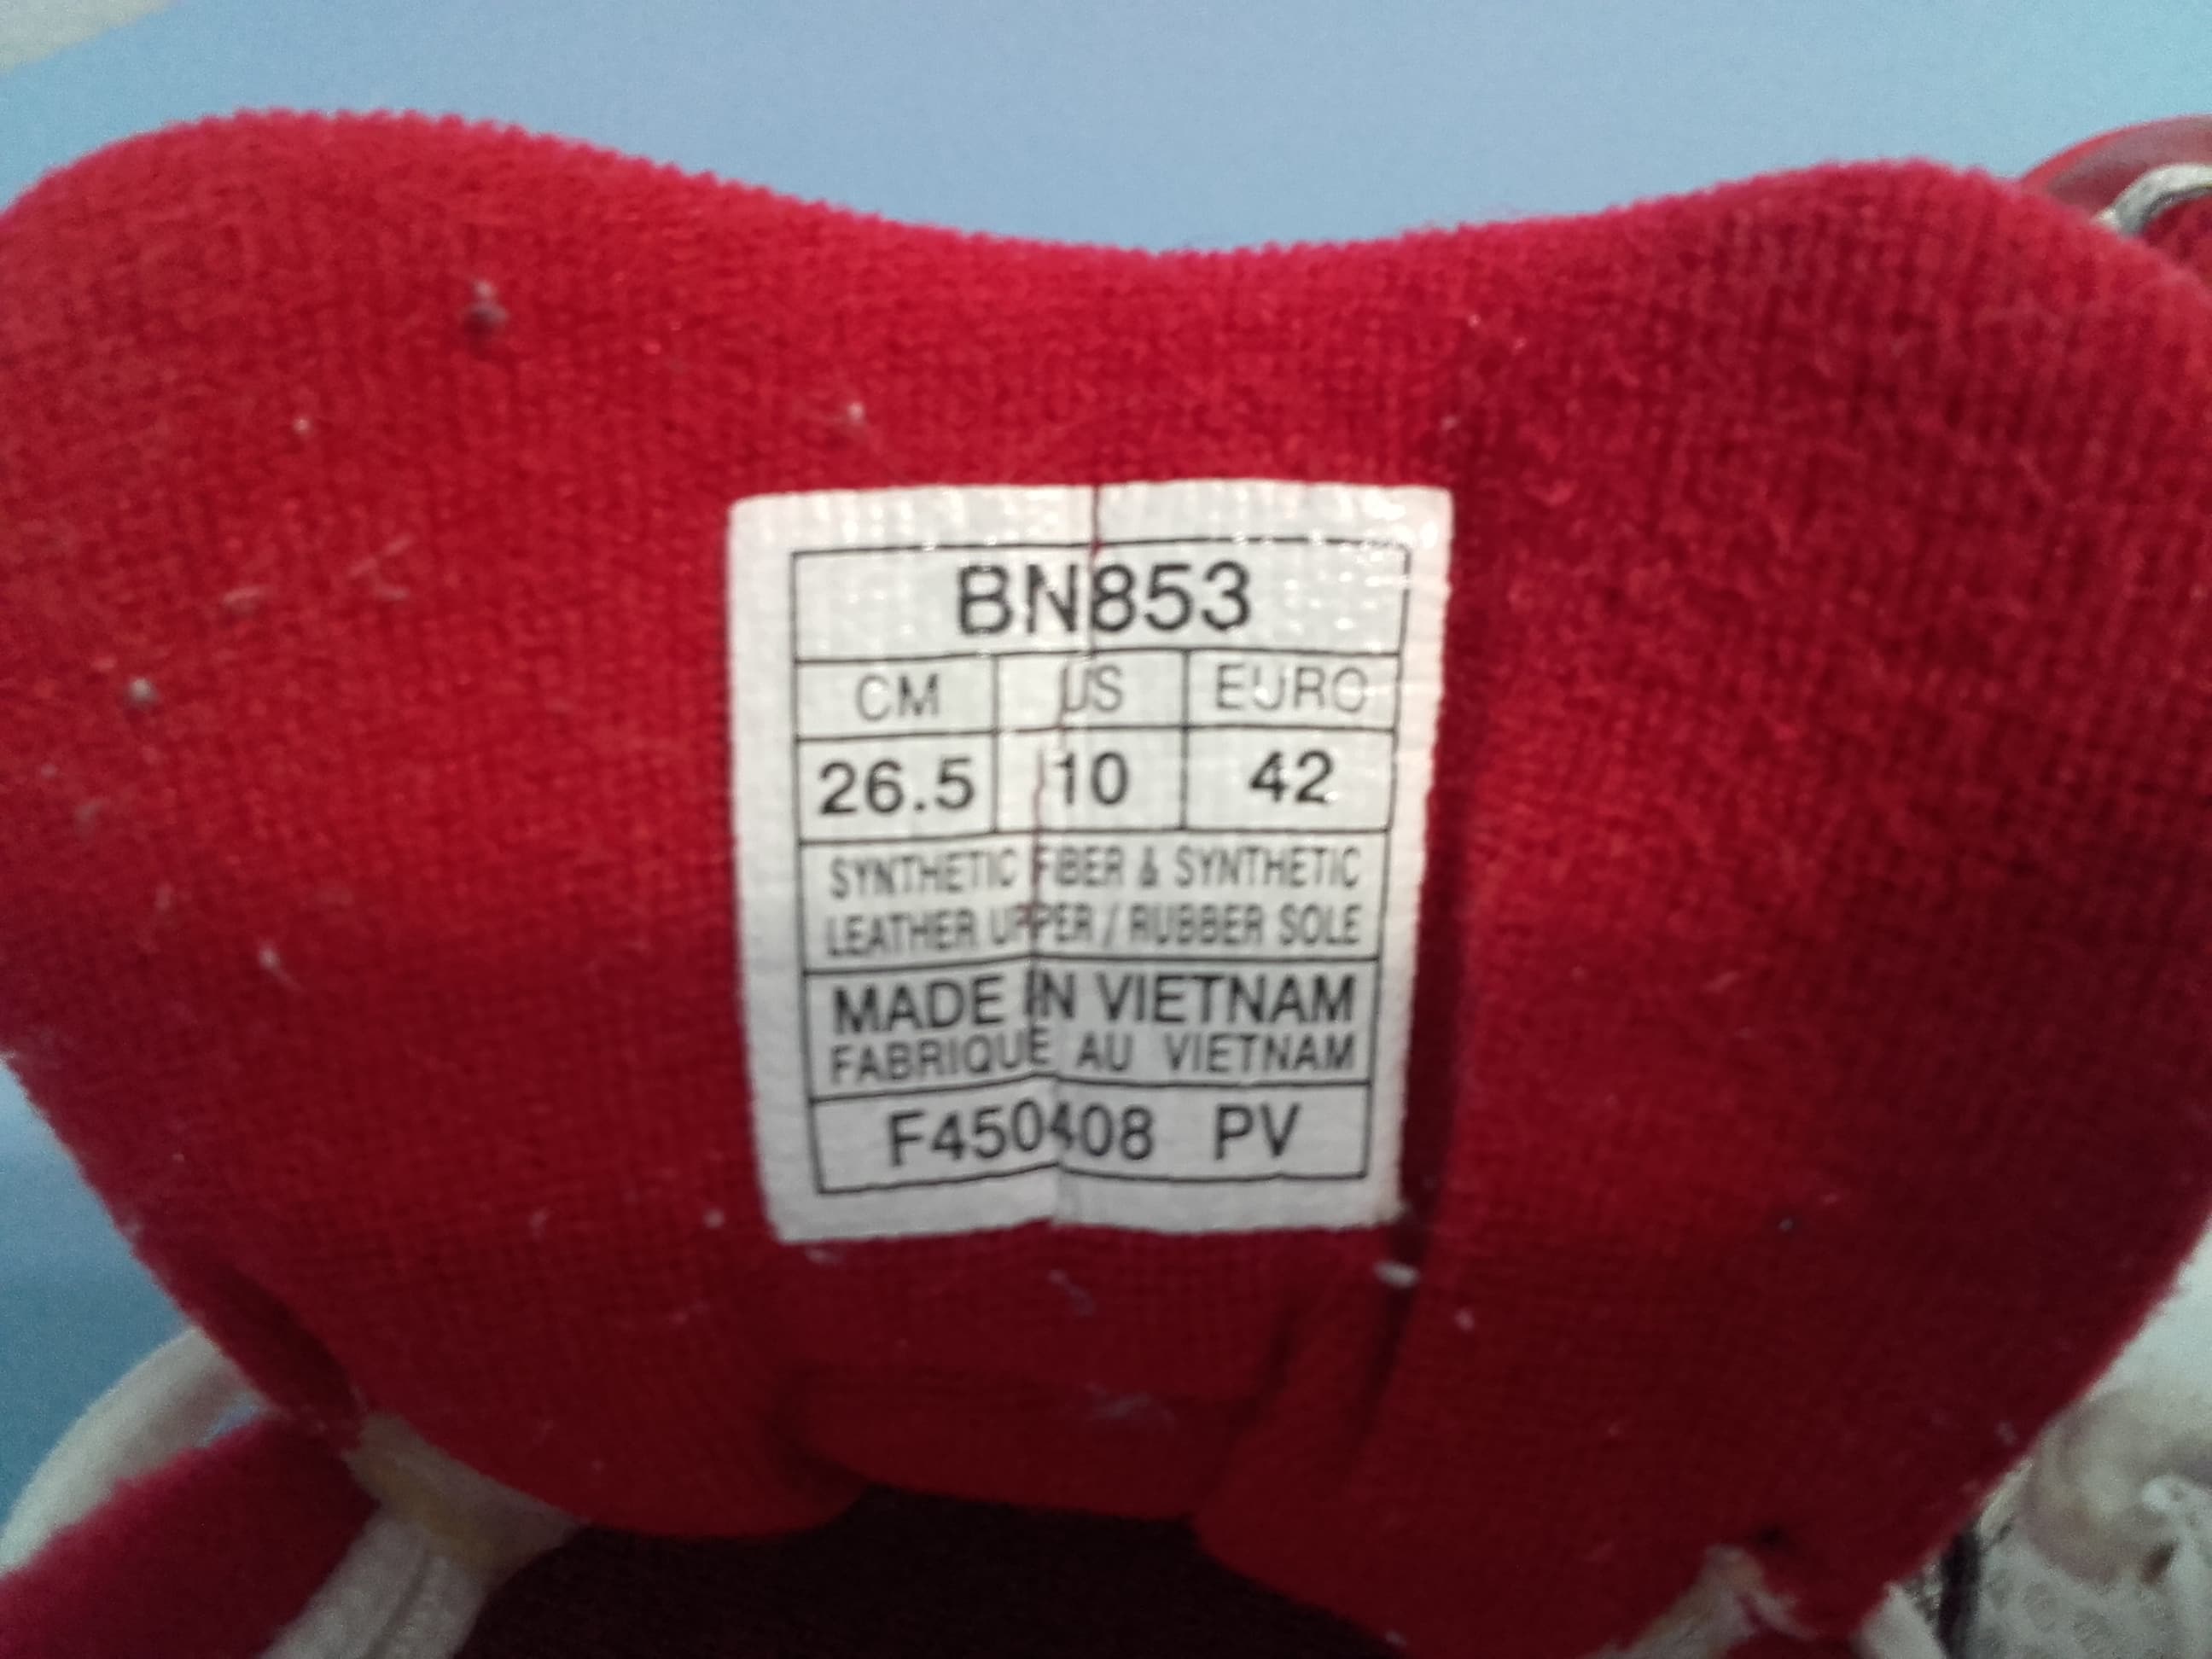 BN853
CM US EURO
26.5 10 42
SYNTHETIC FIBER & SYNTHETIC
LEATHER UPPER / RUBBER SOLE
MADE IN VIETNAM
FABRIQUE AU VIETNAM
F450408 PV